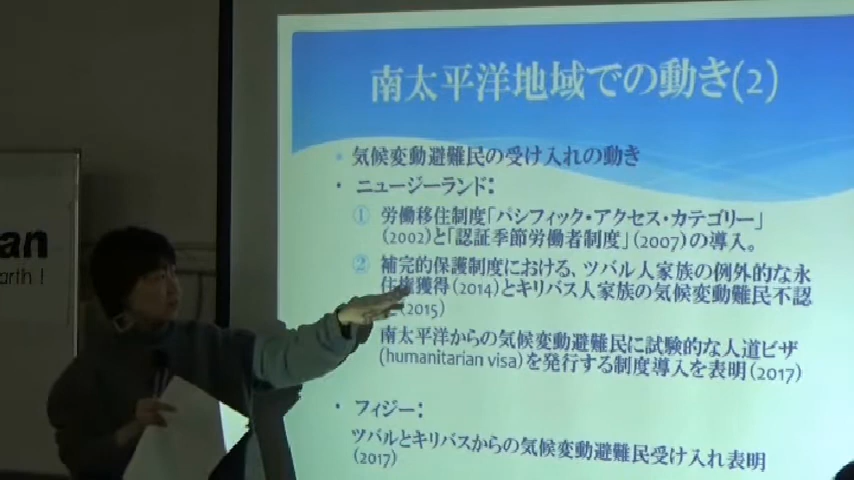 南太平洋地域での動き(2)
気候変動避難民の受け入れの動き
・ ニュージーランド:
① 労働移住制度「パシフィック・アクセス・カテゴリー」
(2002)と「認証季節労働者制度」(2007)の導入。
② 補完的保護制度における、ツバル人家族の例外的な永
住権獲得(2014)とキリバス人家族の気候変動難民不認
(2015)
南太平洋からの気候変動避難民に試験的な人道ビザ
(humanitarian visa)を発行する制度導入を表明(2017)
・ フィジー:
ツバルとキリバスからの気候変動避難民受け入れ表明
(2017)
an
orth !